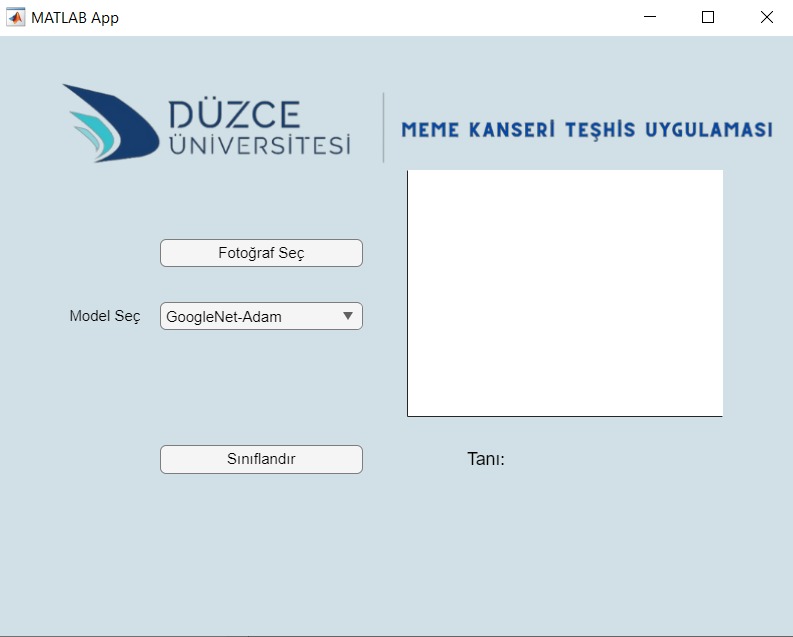 MATLAB App
DÜZCE
ÜNİVERSİTESİ
MEME KANSERİ TEŞHİS UYGULAMASI
Fotoğraf Seç
Model Seç
GoogleNet-Adam
Sınıflandır
Tanı: